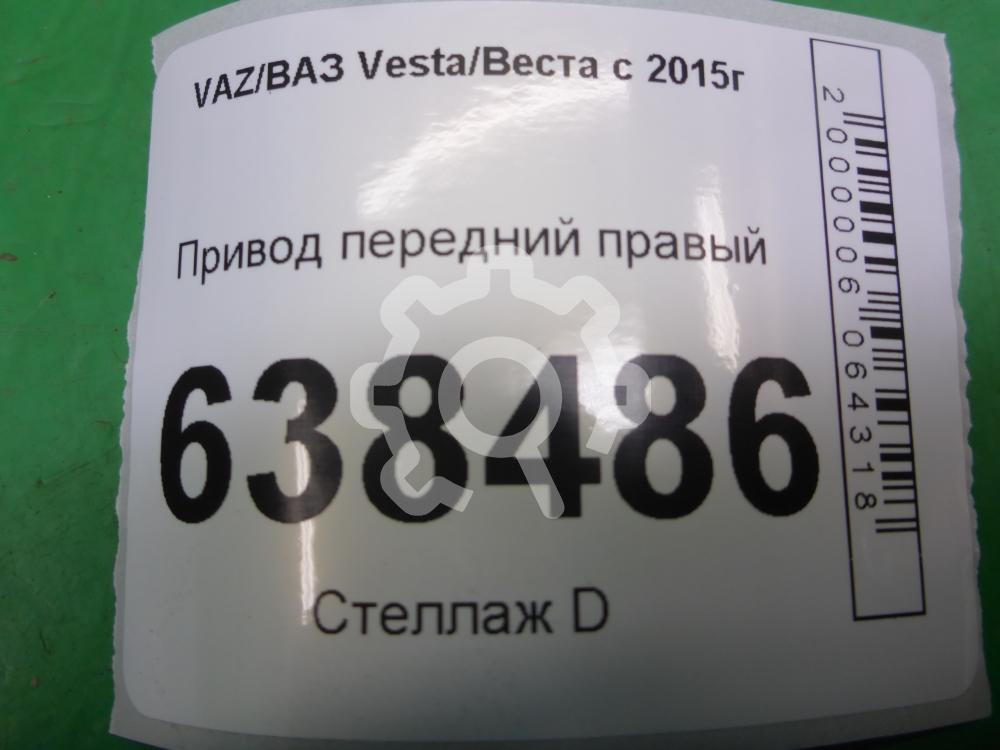 VAZ/ВАЗ Vesta/Веста с 2015г
Привод передний правый
638486
Стеллаж D
2000006064318